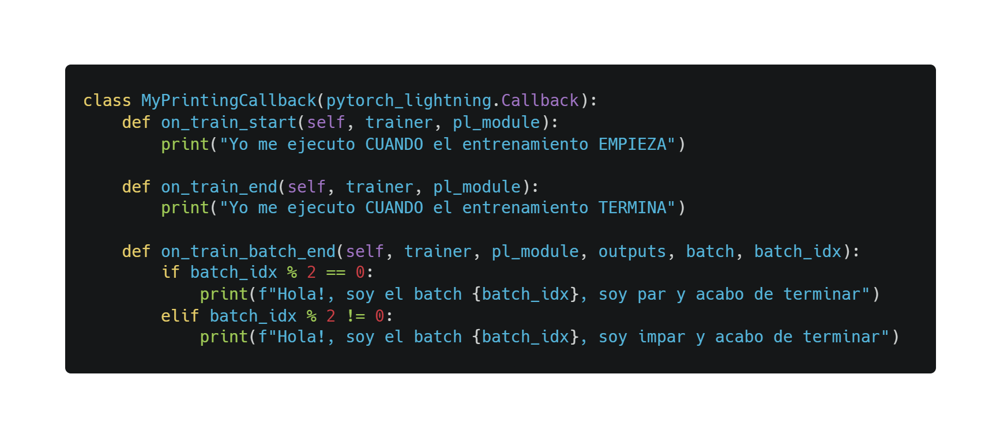 class MyPrintingCallback(pytorch_lightning.Callback):
    def on_train_start(self, trainer, pl_module):
        print("Yo me ejecuto CUANDO el entrenamiento EMPIEZA")

    def on_train_end(self, trainer, pl_module):
        print("Yo me ejecuto CUANDO el entrenamiento TERMINA")

    def on_train_batch_end(self, trainer, pl_module, outputs, batch, batch_idx):
        if batch_idx % 2 == 0:
            print(f"Hola!, soy el batch {batch_idx}, soy par y acabo de terminar")
        elif batch_idx % 2 != 0:
            print(f"Hola!, soy el batch {batch_idx}, soy impar y acabo de terminar")